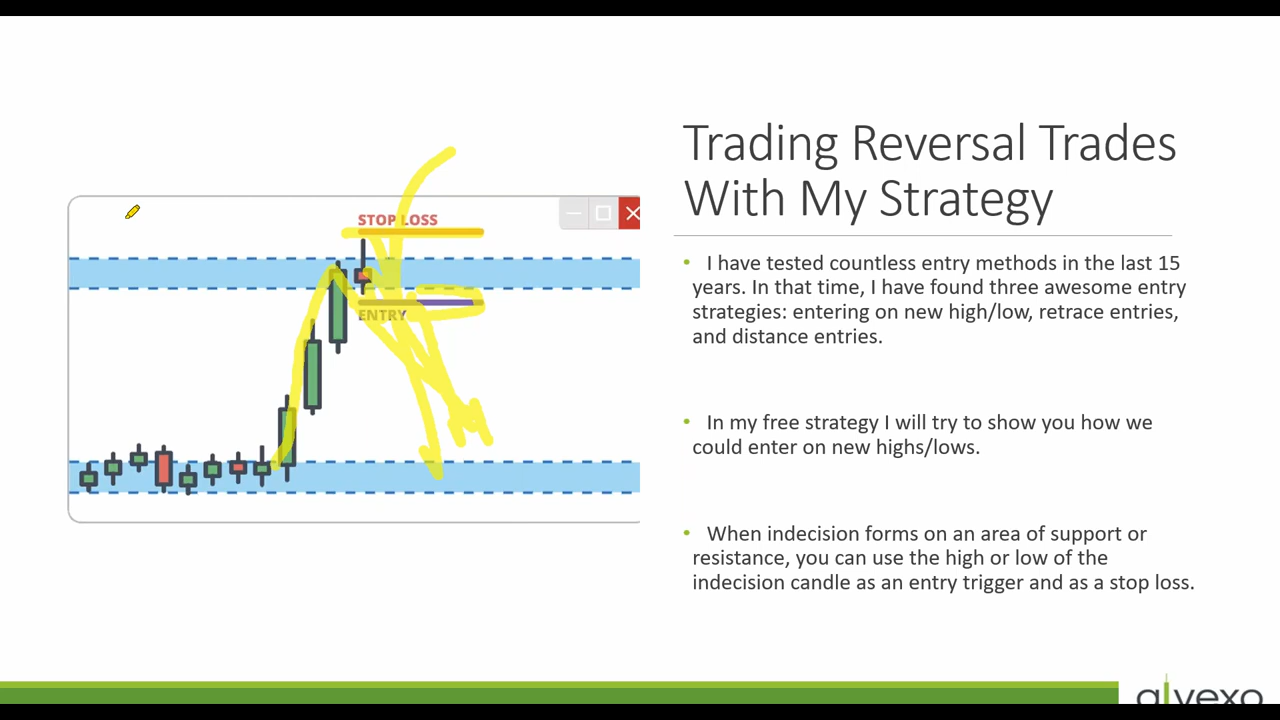 Trading Reversal Trades
With My Strategy
STOP LOSS
ENTRY
• I have tested countless entry methods in the last 15
years. In that time, I have found three awesome entry
strategies: entering on new high/low, retrace entries,
and distance entries.
• In my free strategy I will try to show you how we
could enter on new highs/lows.
• When indecision forms on an area of support or
resistance, you can use the high or low of the
indecision candle as an entry trigger and as a stop loss.
alvexo